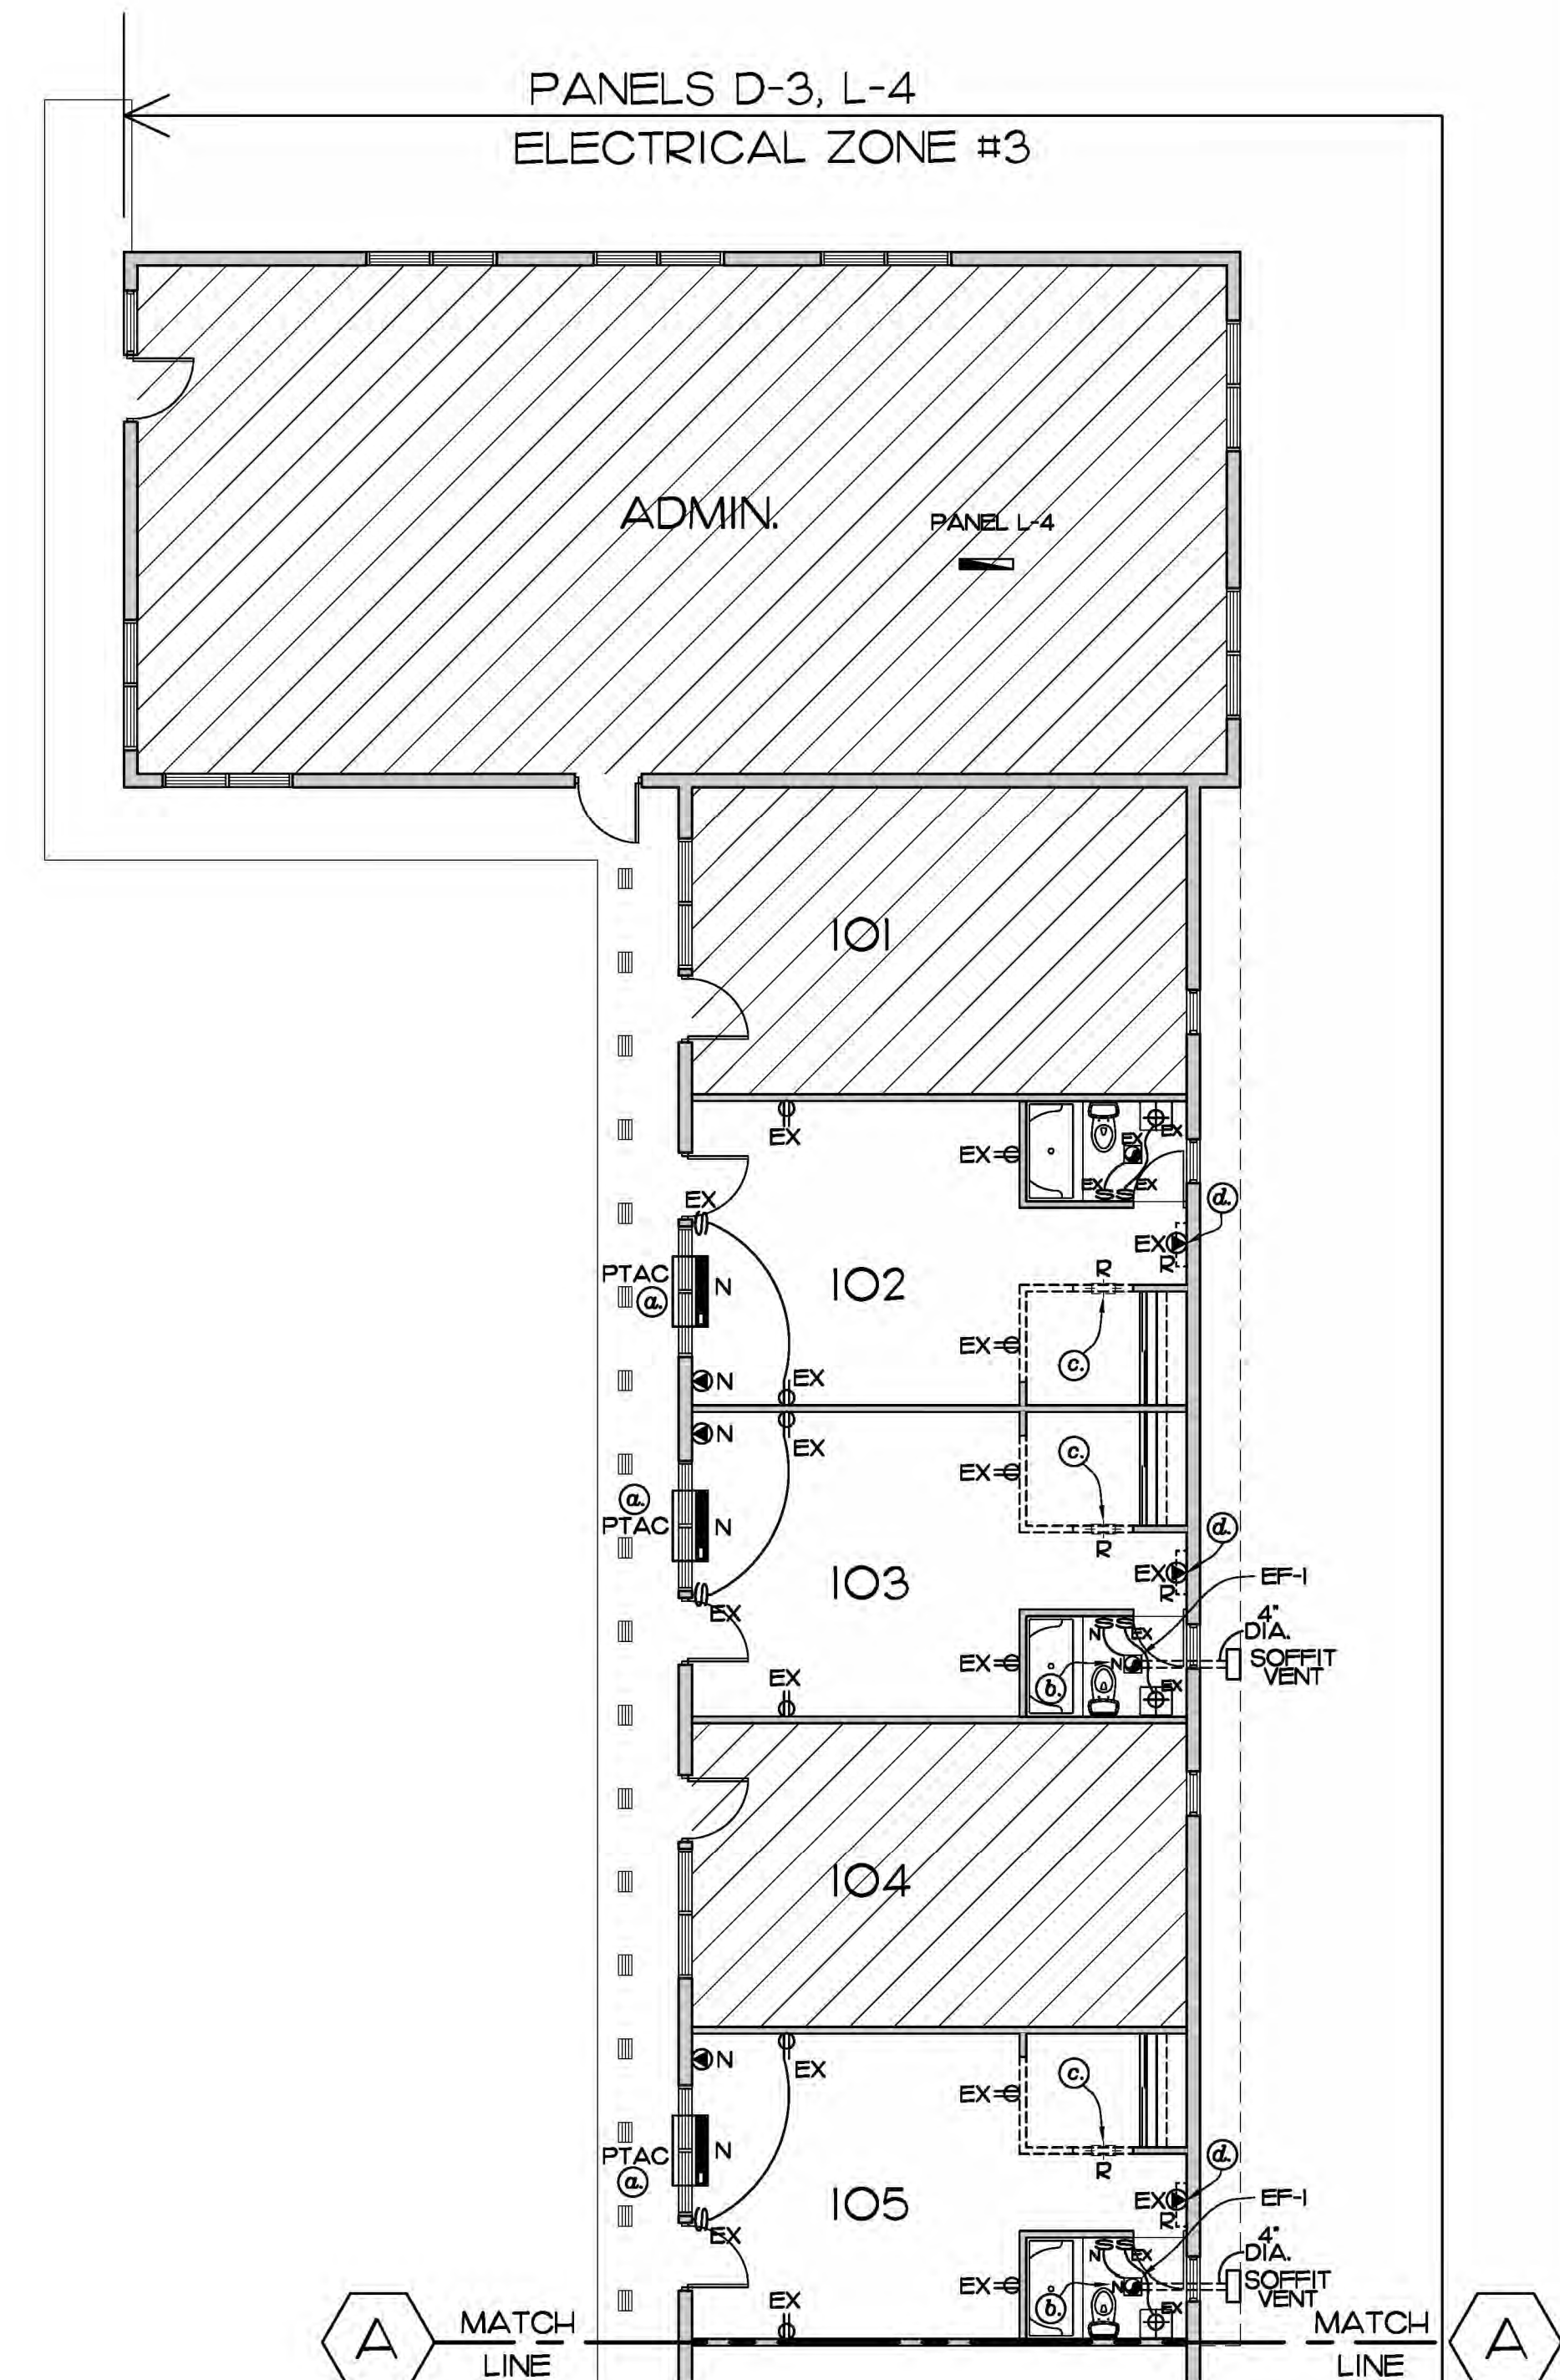 PANELS D-3, L-4
ELECTRICAL ZONE #3
ADMIN.
PANEL L-4
101
EX
EX
EX
EX
EX
EX
SS
EX
d.
EX
R
PTAC
a.
N
102
R
EX
c.
N
EX
N
EX
EX
c.
a.
PTAC
N
R
d.
103
EX
R
EF-1
EX
SS
N
EX
4"
DIA.
SOFFIT
VENT
EX
N
b.
EX
EX
104
N
EX
EX
c.
PTAC
a.
N
R
d.
105
EX
R
EF-1
EX
SS
N
EX
4"
DIA.
SOFFIT
VENT
EX
N
b.
EX
EX
A
MATCH
LINE
MATCH
LINE
A